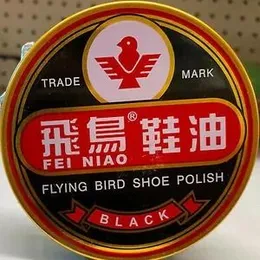 TRADE MARK
飛鳥®鞋油
FEI NIAO
FLYING BIRD SHOE POLISH
BLACK